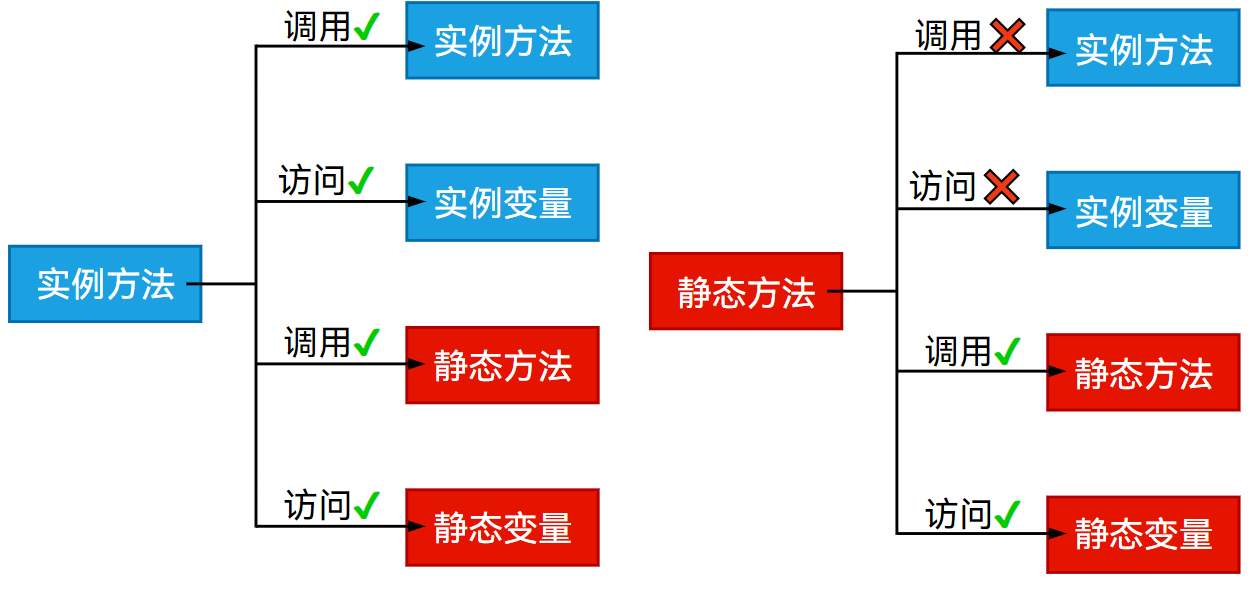 调用
实例方法
访问
实例变量
实例方法
调用
静态方法
访问
静态变量
调用
实例方法
访问
实例变量
静态方法
调用
静态方法
访问
静态变量